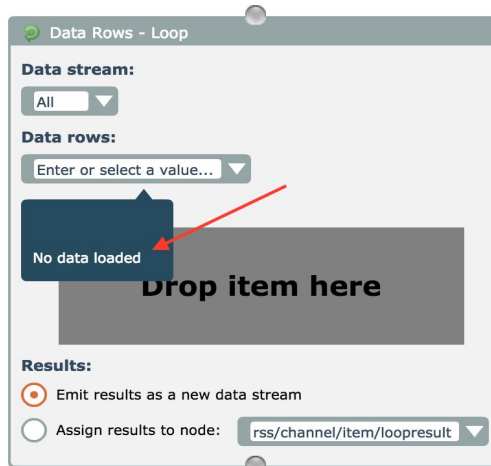 Data Rows - Loop
Data stream:
All
Data rows:
Enter or select a value...
No data loaded
Drop item here
Results:
Emit results as a new data stream
Assign results to node: rss/channel/item/loopresult